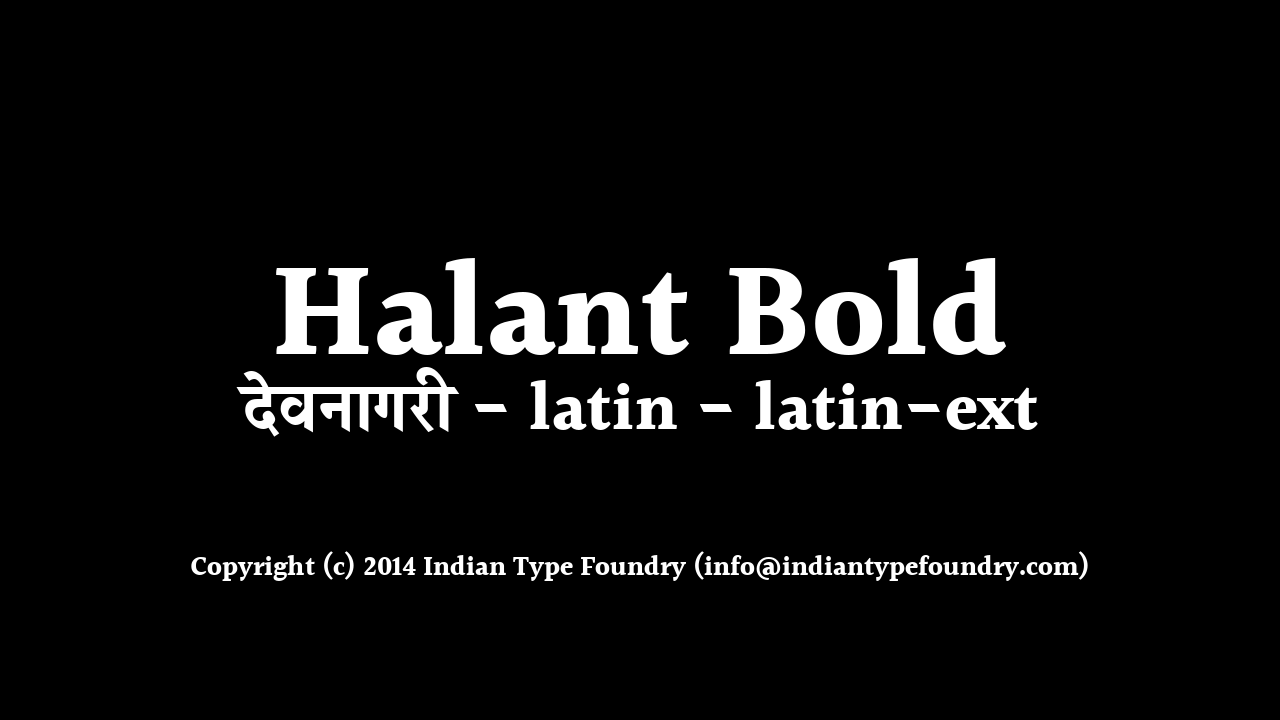 Halant Bold
देवनागरी - latin - latin-ext
Copyright (c) 2014 Indian Type Foundry (info@indiantypefoundry.com)